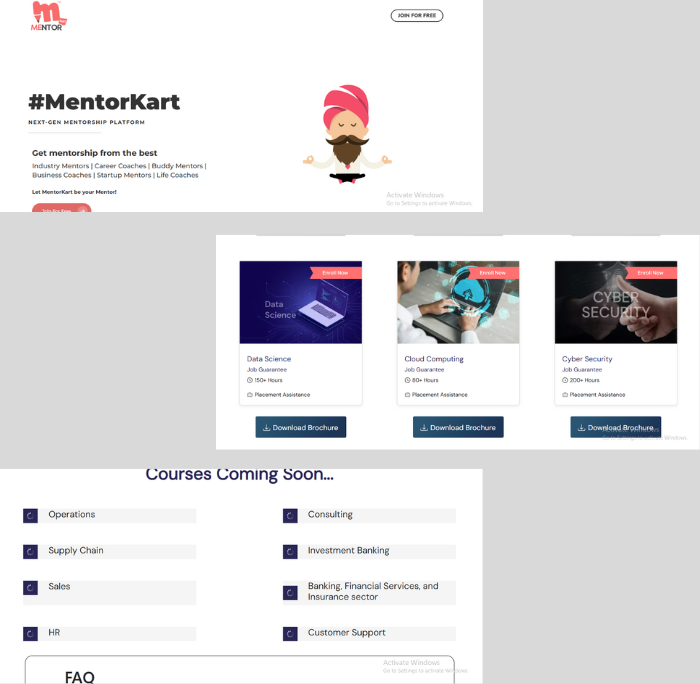 MENTOR
JOIN FOR FREE
#MentorKart
NEXT-GEN MENTORSHIP PLATFORM
Get mentorship from the best
Industry Mentors | Career Coaches | Buddy Mentors |
Business Coaches | Startup Mentors | Life Coaches
Let MentorKart be your Mentor!
Join For Free
Activate Windows
Go to Settings to activate Windows.
Enroll Now
Enroll Now
Enroll Now
Data
Science
CYBER
SECURITY
Data Science
Job Guarantee
150+ Hours
Placement Assistance
Cloud Computing
Job Guarantee
80+ Hours
Placement Assistance
Cyber Security
Job Guarantee
200+ Hours
Placement Assistance
Download Brochure
Download Brochure
Download Brochure
Courses Coming Soon...
Operations
Consulting
Supply Chain
Investment Banking
Sales
Banking, Financial Services, and
Insurance sector
HR
Customer Support
Activate Windows
Go to Settings to activate Windows.
FAQ